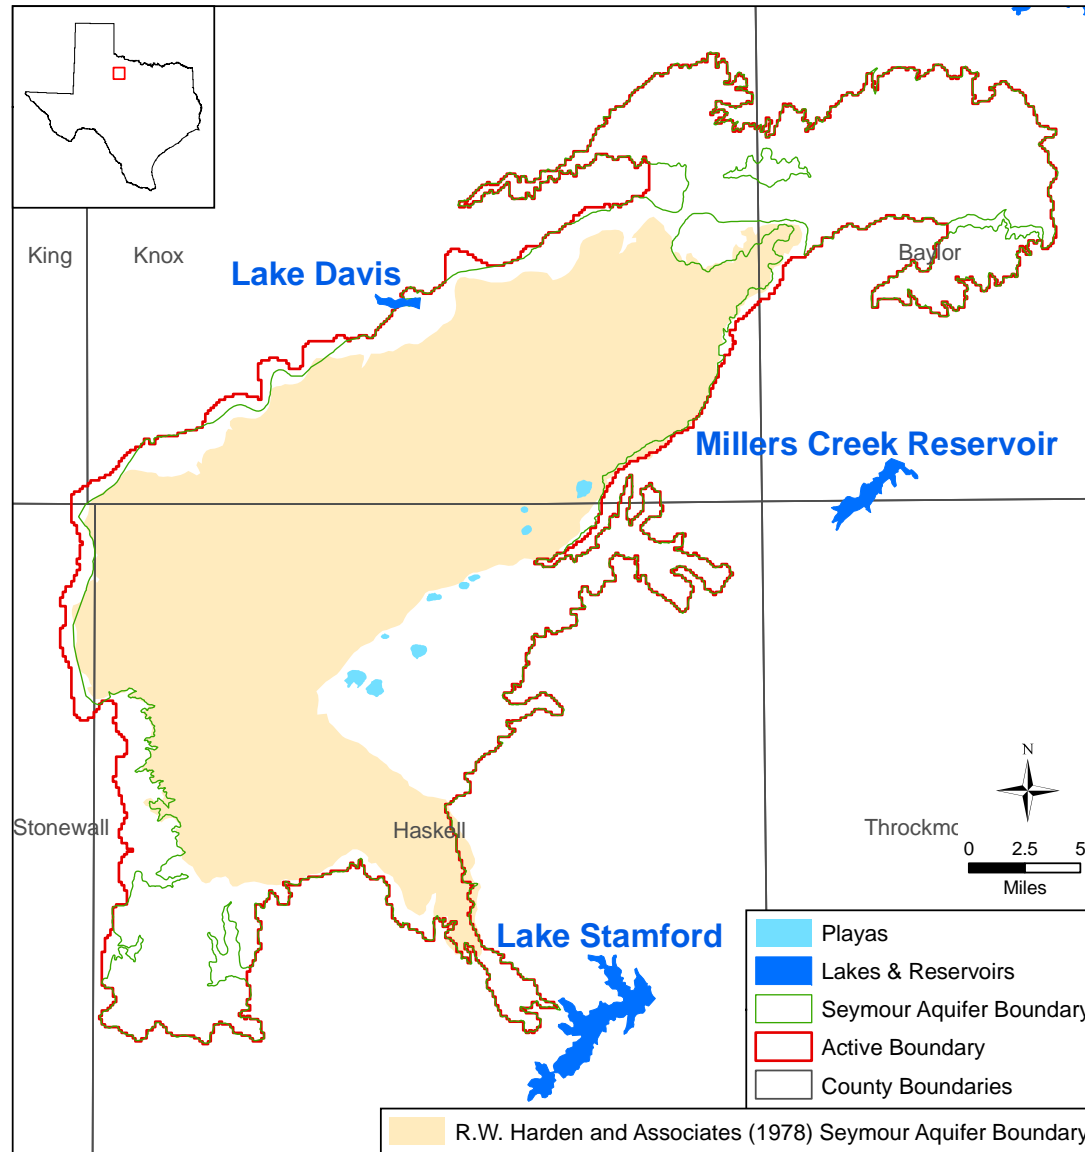 King
Knox
Baylor
Lake Davis
Millers Creek Reservoir
Stonewall
Haskell
Throckmo
N
0 2.5 5
Miles
Lake Stamford
Playas
Lakes & Reservoirs
Seymour Aquifer Boundary
Active Boundary
County Boundaries
R.W. Harden and Associates (1978) Seymour Aquifer Boundary